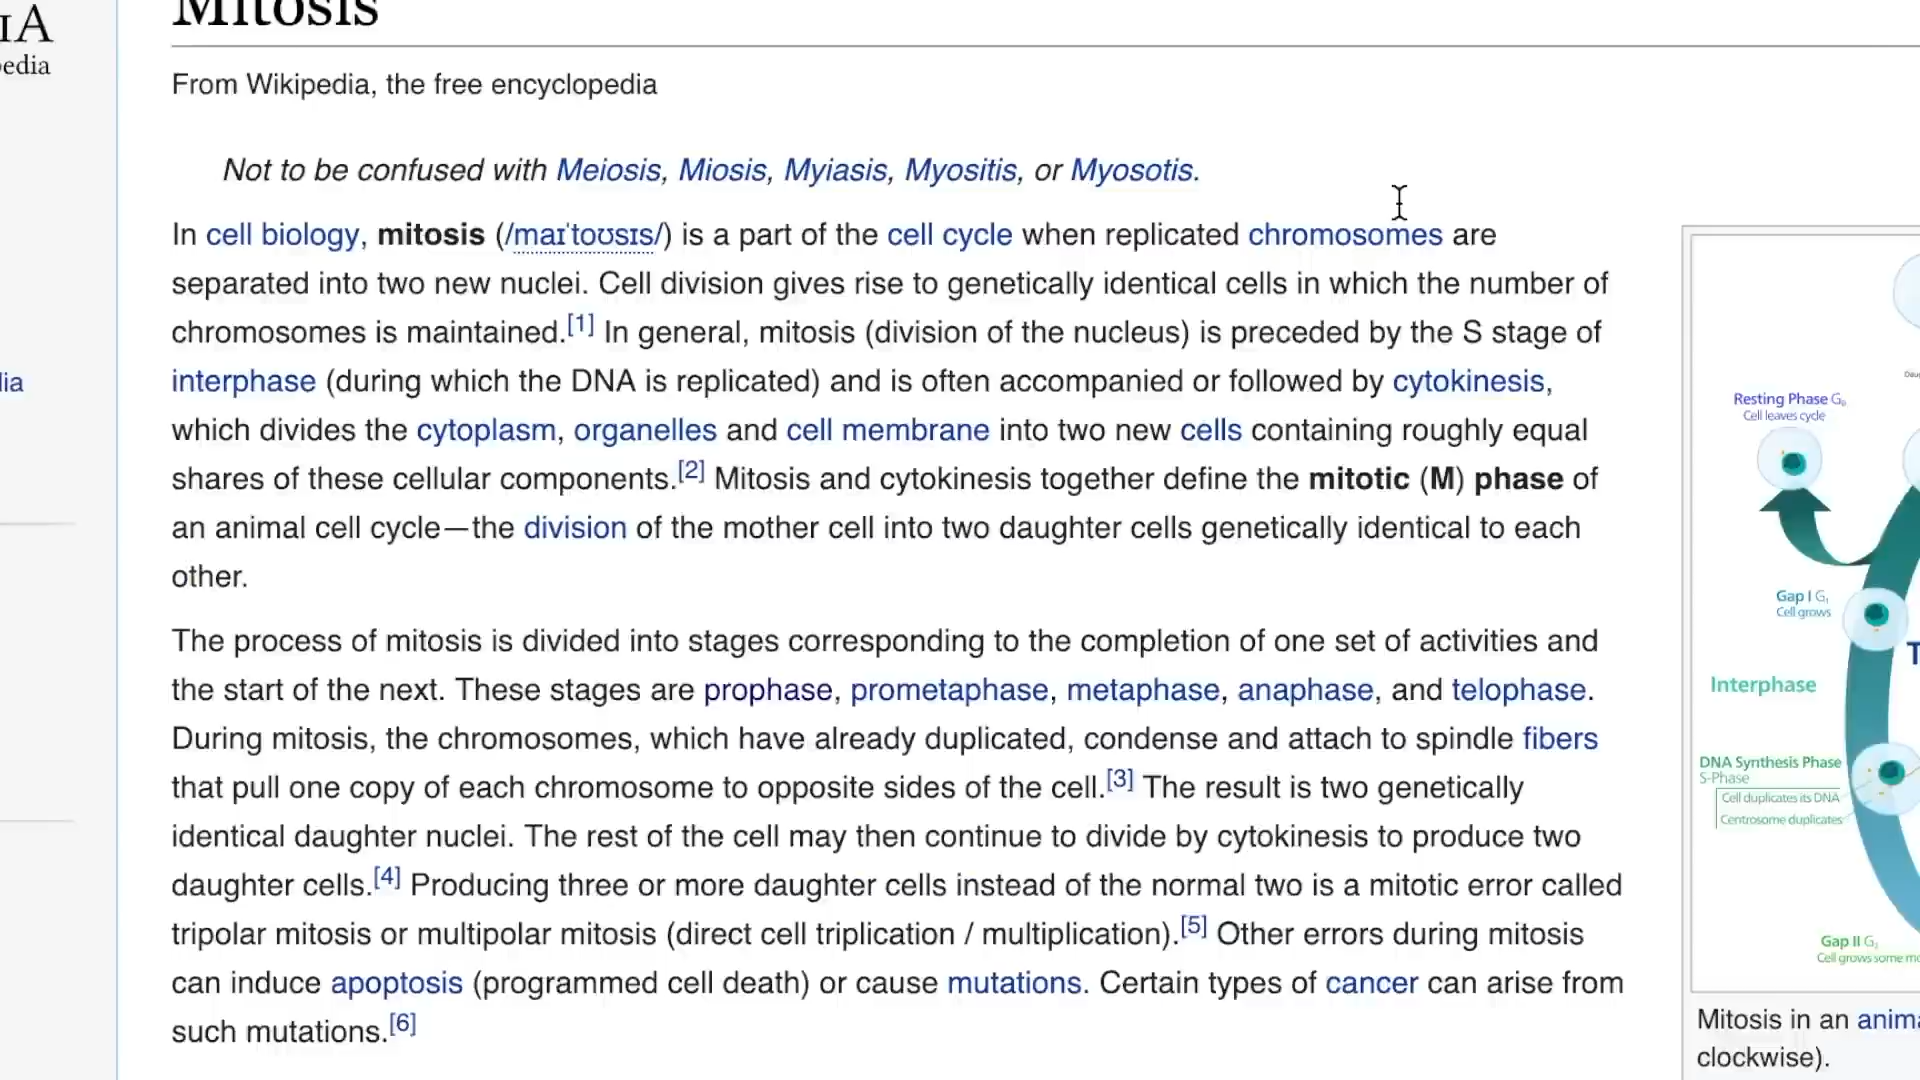 Mitosis
From Wikipedia, the free encyclopedia
Not to be confused with Meiosis, Miosis, Myiasis, Myositis, or Myosotis.
In cell biology, mitosis (/maɪˈtoʊsɪs/) is a part of the cell cycle when replicated chromosomes are
separated into two new nuclei. Cell division gives rise to genetically identical cells in which the number of
chromosomes is maintained.[1] In general, mitosis (division of the nucleus) is preceded by the S stage of
interphase (during which the DNA is replicated) and is often accompanied or followed by cytokinesis,
which divides the cytoplasm, organelles and cell membrane into two new cells containing roughly equal
shares of these cellular components.[2] Mitosis and cytokinesis together define the mitotic (M) phase of
an animal cell cycle—the division of the mother cell into two daughter cells genetically identical to each
other.
The process of mitosis is divided into stages corresponding to the completion of one set of activities and
the start of the next. These stages are prophase, prometaphase, metaphase, anaphase, and telophase.
During mitosis, the chromosomes, which have already duplicated, condense and attach to spindle fibers
that pull one copy of each chromosome to opposite sides of the cell.[3] The result is two genetically
identical daughter nuclei. The rest of the cell may then continue to divide by cytokinesis to produce two
daughter cells.[4] Producing three or more daughter cells instead of the normal two is a mitotic error called
tripolar mitosis or multipolar mitosis (direct cell triplication / multiplication).[5] Other errors during mitosis
can induce apoptosis (programmed cell death) or cause mutations. Certain types of cancer can arise from
such mutations.[6]
Resting Phase G₀
Cell leaves cycle
Gap I G₁
Cell grows
Interphase
DNA Synthesis Phase
S-Phase
Cell duplicates its DNA
Centrosome duplicates
Gap II G₂
Cell grows some
Mitosis in an
clockwise).